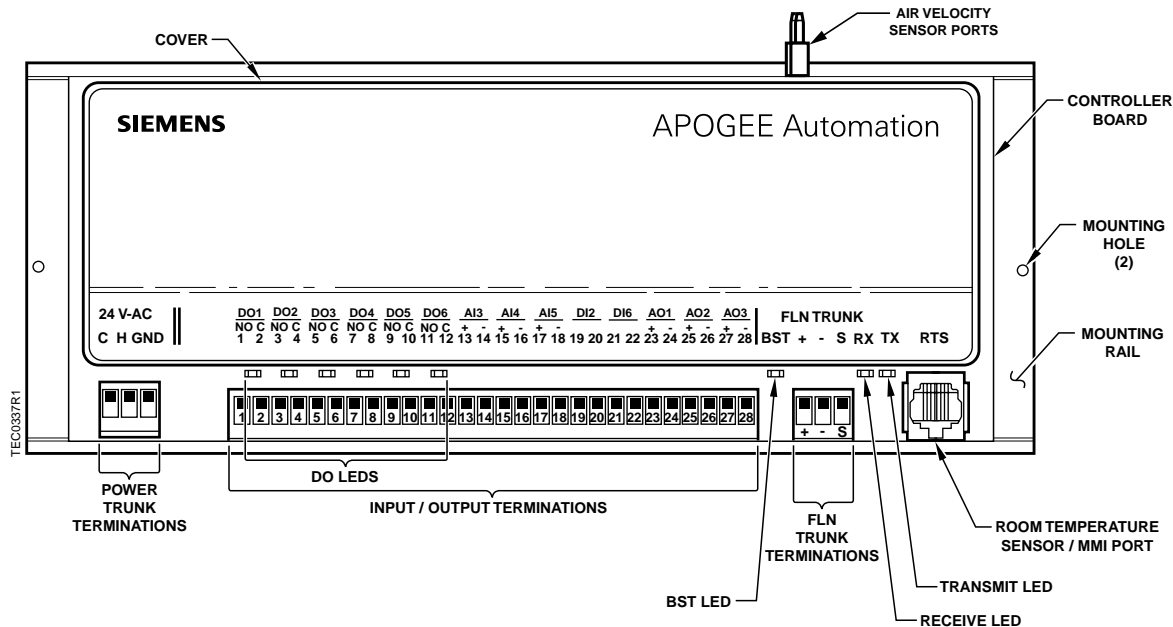 AIR VELOCITY
SENSOR PORTS
COVER
CONTROLLER
BOARD
SIEMENS
APOGEE Automation
MOUNTING
HOLE
(2)
24 V-AC
C H GND
DO1 DO2 DO3 DO4 DO5 DO6 AI3 AI4 AI5 DI2 DI6 AO1 AO2 AO3
NO C NO C NO C NO C NO C NO C + - + - + - + - + - + -
1 2 3 4 5 6 7 8 9 10 11 12 13 14 15 16 17 18 19 20 21 22 23 24 25 26 27 28
FLN TRUNK
BST + - S RX TX RTS
MOUNTING
RAIL
1 2 3 4 5 6 7 8 9 10 11 12 13 14 15 16 17 18 19 20 21 22 23 24 25 26 27 28
+ - S
TEC0337R1
POWER
TRUNK
TERMINATIONS
DO LEDS
INPUT / OUTPUT TERMINATIONS
FLN
TRUNK
TERMINATIONS
ROOM TEMPERATURE
SENSOR / MMI PORT
TRANSMIT LED
BST LED
RECEIVE LED